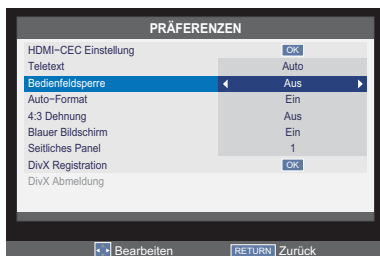 PRÄFERENZEN
HDMI-CEC Einstellung OK
Teletext Auto
Bedienfeldsperre Aus
Auto-Format Ein
4:3 Dehnung Aus
Blauer Bildschirm Ein
Seitliches Panel 1
DivX Registration OK
DivX Abmeldung
Bearbeiten RETURN Zurück